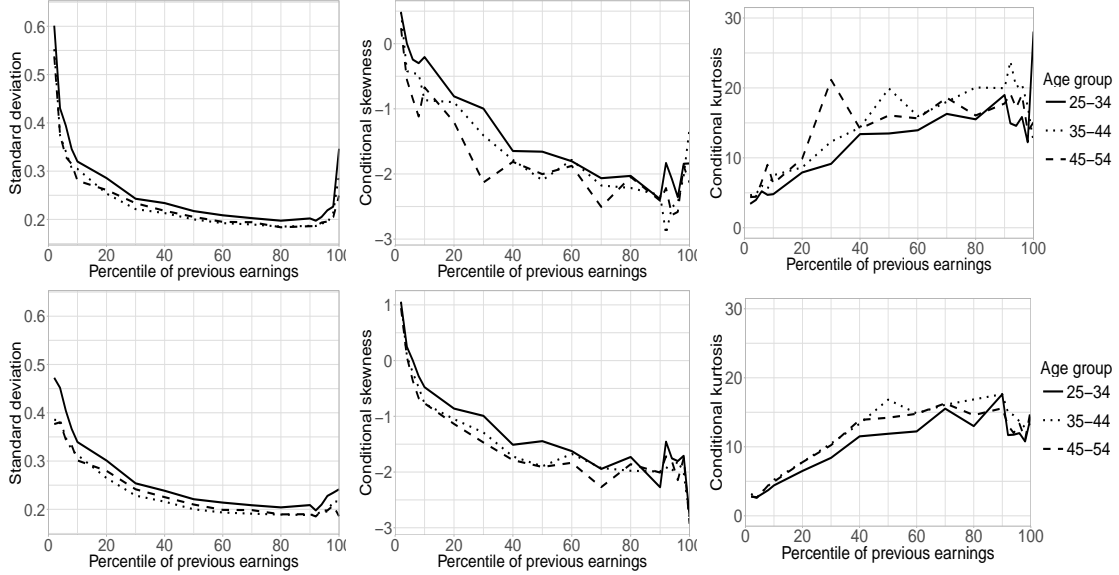 Standard deviation
0.6
0.5
0.4
0.3
0.2
0 20 40 60 80 100
Percentile of previous earnings
Conditional skewness
0
−1
−2
−3
0 20 40 60 80 100
Percentile of previous earnings
Conditional kurtosis
30
20
10
0
0 20 40 60 80 100
Percentile of previous earnings
Age group
25−34
35−44
45−54
Standard deviation
0.6
0.5
0.4
0.3
0.2
0 20 40 60 80 100
Percentile of previous earnings
Conditional skewness
1
0
−1
−2
−3
0 20 40 60 80 100
Percentile of previous earnings
Conditional kurtosis
30
20
10
0
0 20 40 60 80 100
Percentile of previous earnings
Age group
25−34
35−44
45−54